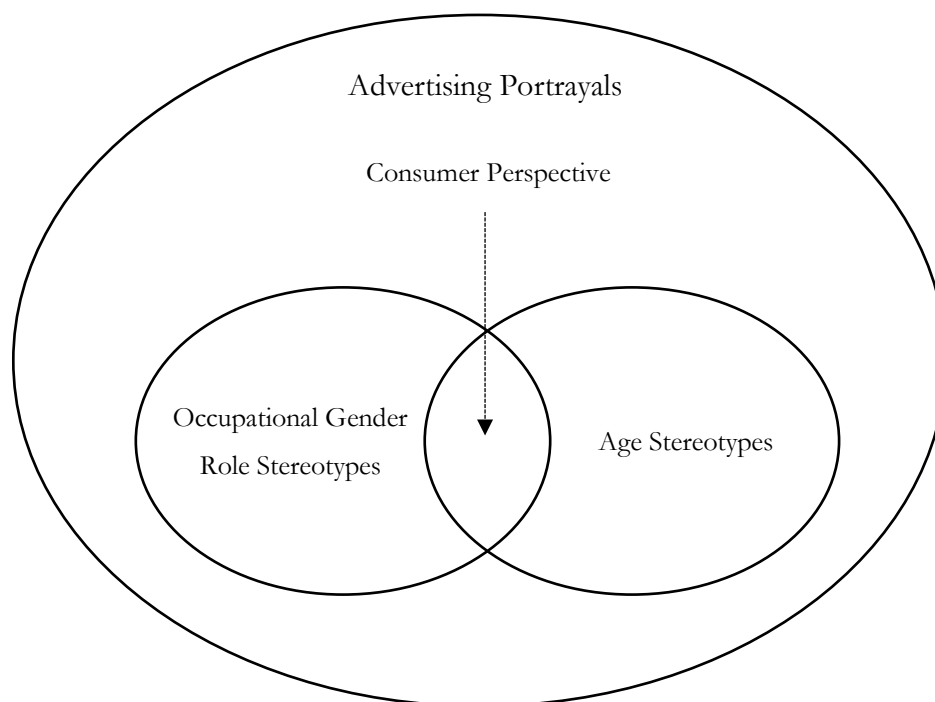 Advertising Portrayals
Consumer Perspective
Occupational Gender
Role Stereotypes
Age Stereotypes